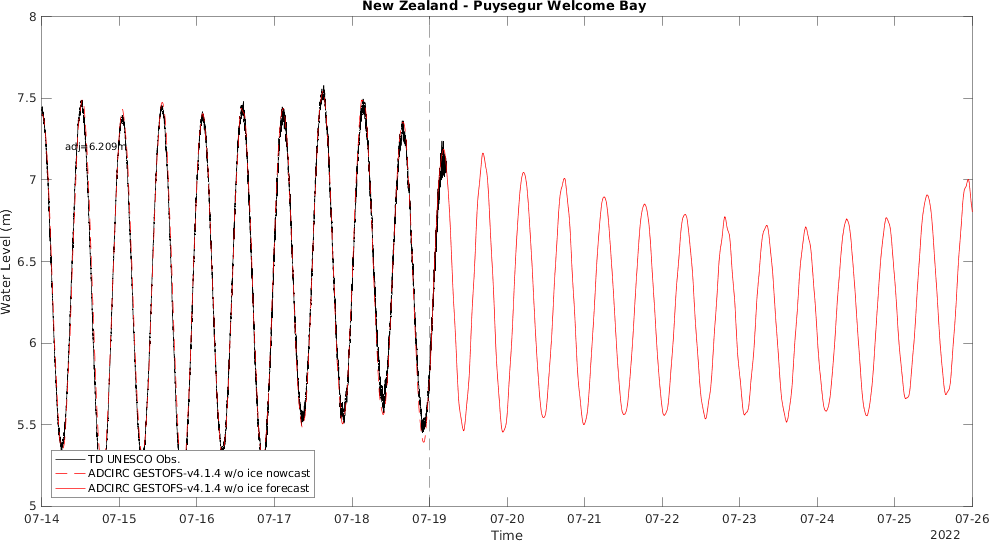 New Zealand - Puysegur Welcome Bay
8
7.5
adj=6.209m
7
6.5
6
5.5
5
Water Level (m)
TD UNESCO Obs.
ADCIRC GESTOFS-v4.1.4 w/o ice nowcast
ADCIRC GESTOFS-v4.1.4 w/o ice forecast
07-14 07-15 07-16 07-17 07-18 07-19 07-20 07-21 07-22 07-23 07-24 07-25 07-26
Time
2022